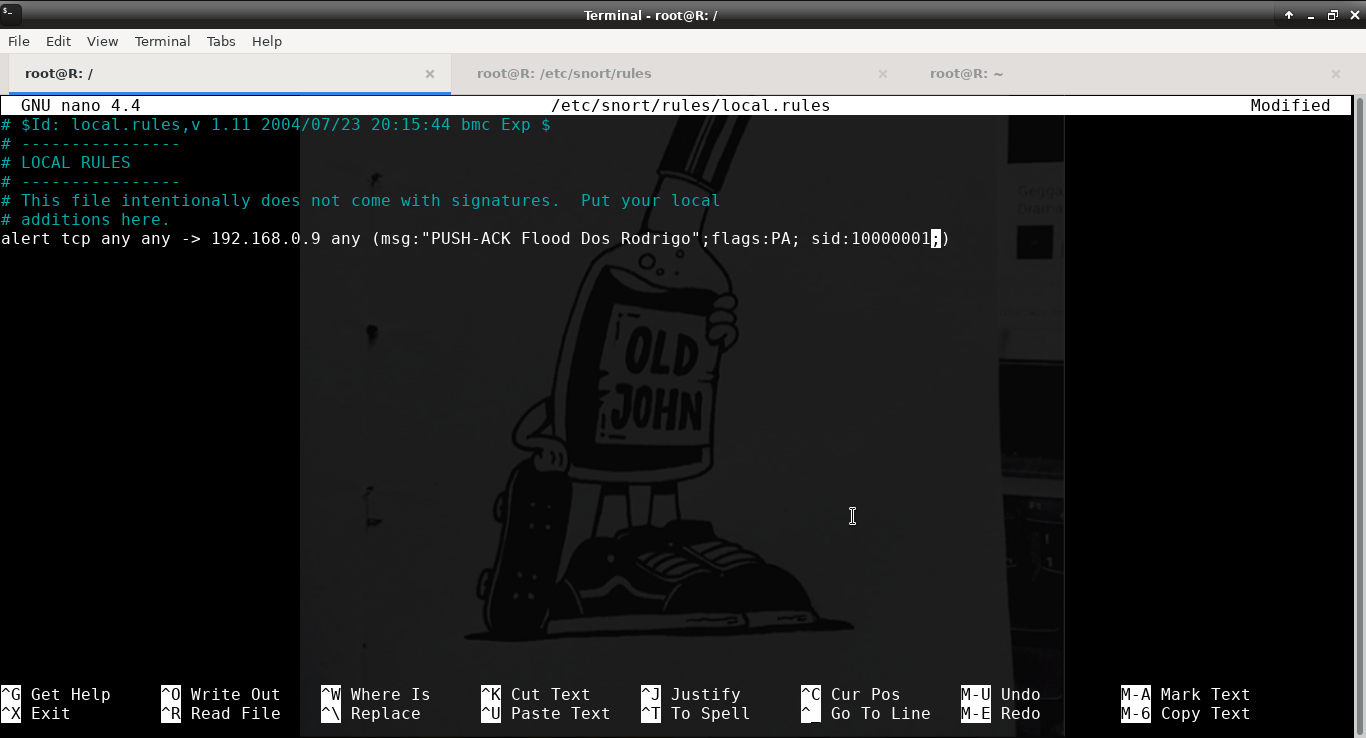 Terminal - root@R: /
File Edit View Terminal Tabs Help
root@R: / root@R: /etc/snort/rules root@R: ~
GNU nano 4.4 /etc/snort/rules/local.rules Modified
# $Id: local.rules,v 1.11 2004/07/23 20:15:44 bmc Exp $
# ----------------
# LOCAL RULES
# ----------------
# This file intentionally does not come with signatures.  Put your local
# additions here.
alert tcp any any -> 192.168.0.9 any (msg:"PUSH-ACK Flood Dos Rodrigo";flags:PA; sid:10000001;)
OLD
JOHN
^G Get Help ^O Write Out ^W Where Is ^K Cut Text ^J Justify ^C Cur Pos M-U Undo M-A Mark Text
^X Exit ^R Read File ^\ Replace ^U Paste Text ^T To Spell ^_ Go To Line M-E Redo M-6 Copy Text